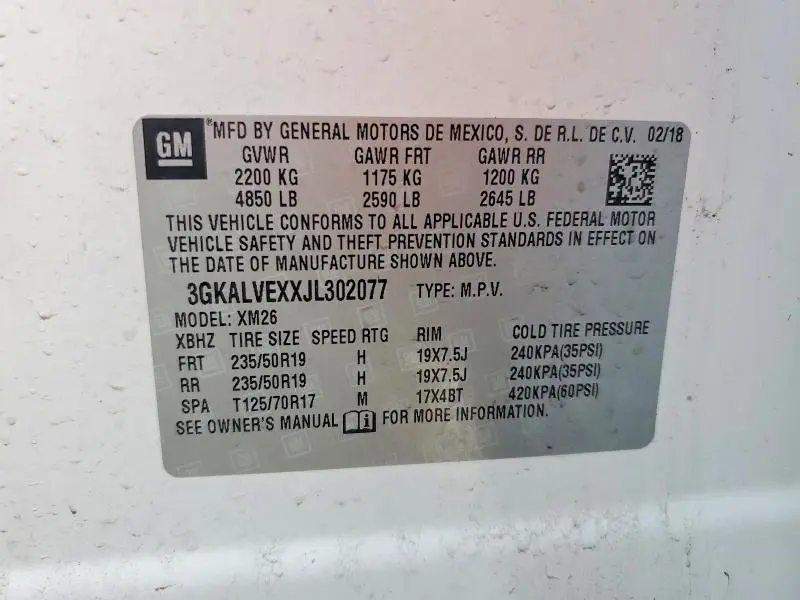 GM ®MFD BY GENERAL MOTORS DE MEXICO, S. DE R.L. DE C.V. 02/18
GVWR GAWR FRT GAWR RR
2200 KG 1175 KG 1200 KG
4850 LB 2590 LB 2645 LB
THIS VEHICLE CONFORMS TO ALL APPLICABLE U.S. FEDERAL MOTOR
VEHICLE SAFETY AND THEFT PREVENTION STANDARDS IN EFFECT ON
THE DATE OF MANUFACTURE SHOWN ABOVE.
3GKALVEXXJL302077 TYPE: M.P.V.
MODEL: XM26
XBHZ TIRE SIZE SPEED RTG RIM COLD TIRE PRESSURE
FRT 235/50R19 H 19X7.5J 240KPA(35PSI)
RR 235/50R19 H 19X7.5J 240KPA(35PSI)
SPA T125/70R17 M 17X4BT 420KPA(60PSI)
SEE OWNER'S MANUAL i FOR MORE INFORMATION.